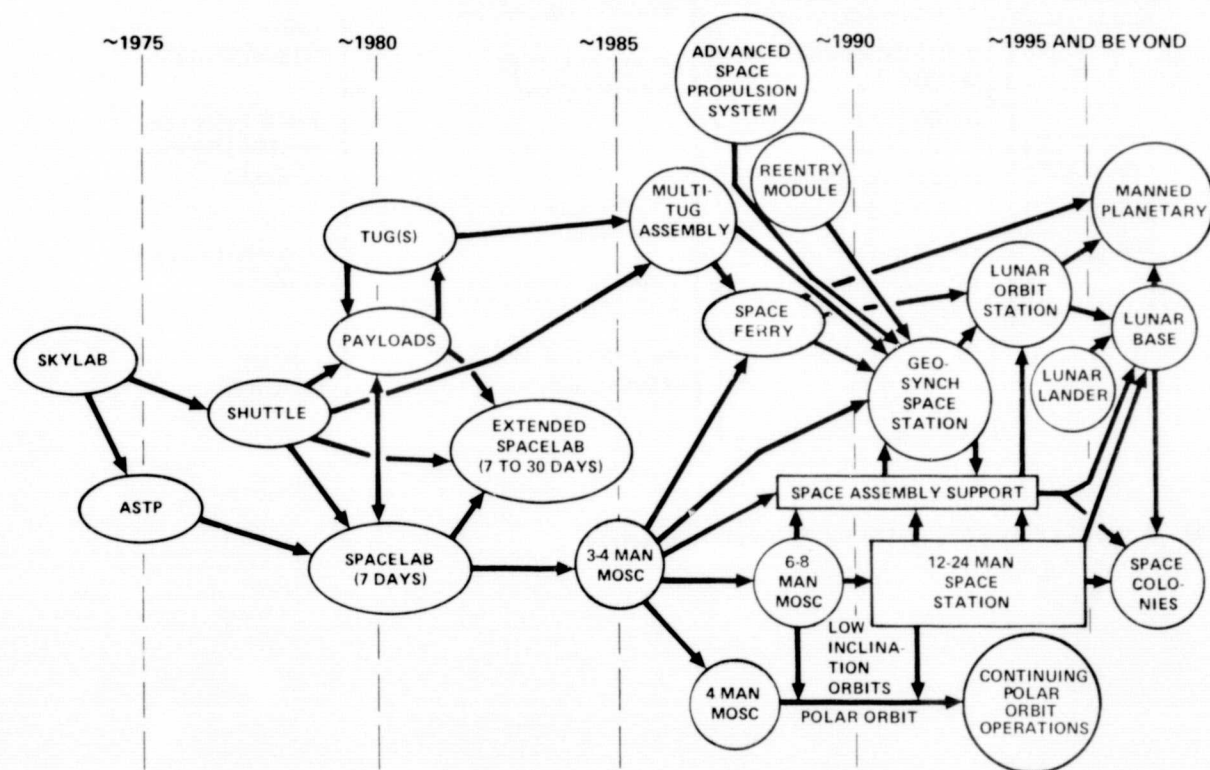 ~1975
~1980
~1985
~1990
~1995 AND BEYOND
ADVANCED
SPACE
PROPULSION
SYSTEM
REENTRY
MODULE
MULTI-
TUG
ASSEMBLY
MANNED
PLANETARY
TUG(S)
LUNAR
ORBIT
STATION
SPACE
FERRY
LUNAR
BASE
PAYLOADS
SKYLAB
SHUTTLE
GEO-
SYNCH
SPACE
STATION
LUNAR
LANDER
EXTENDED
SPACELAB
(7 TO 30 DAYS)
ASTP
SPACE ASSEMBLY SUPPORT
SPACELAB
(7 DAYS)
3-4 MAN
MOSC
6-8
MAN
MOSC
12-24 MAN
SPACE
STATION
SPACE
COLO-
NIES
LOW
INCLINA-
TION
ORBITS
4 MAN
MOSC
POLAR ORBIT
CONTINUING
POLAR
ORBIT
OPERATIONS